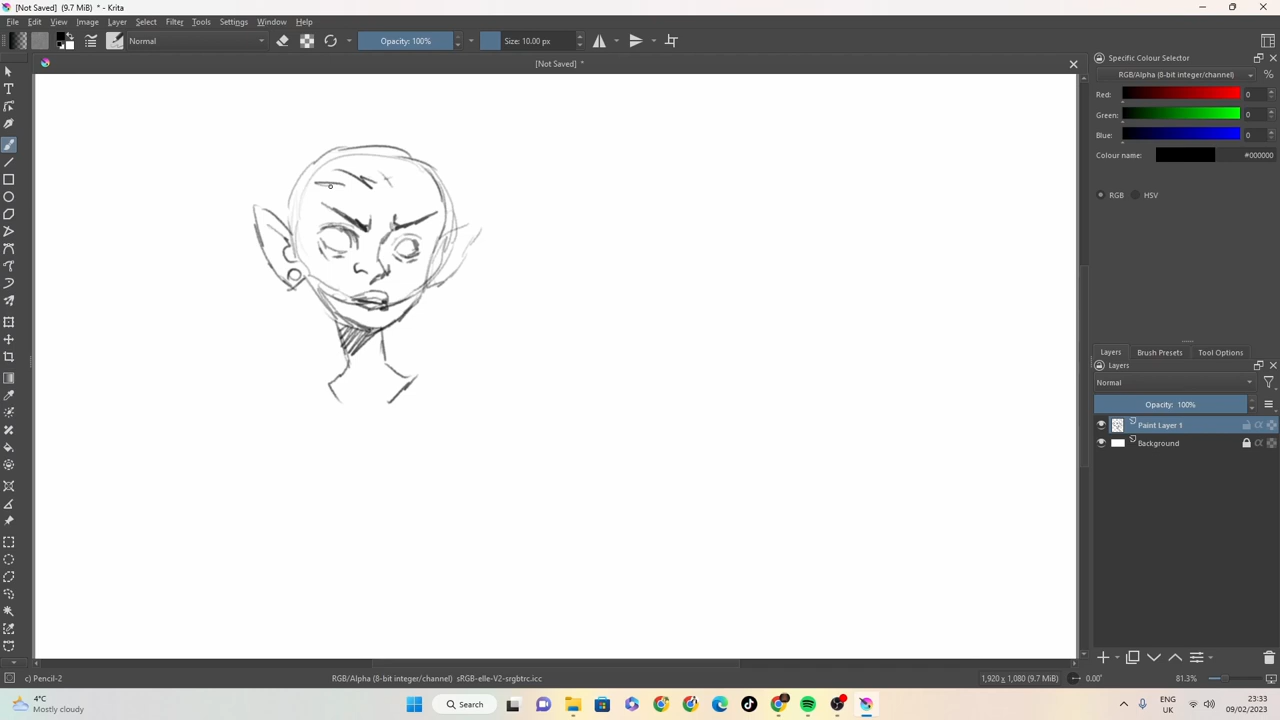 [Not Saved] (9.7 MiB) * - Krita
File Edit View Image Layer Select Filter Tools Settings Window Help
Normal Opacity: 100% Size: 10.00 px
[Not Saved] *
Specific Colour Selector
RGB/Alpha (8-bit integer/channel) %
Red: 0
Green: 0
Blue: 0
Colour name: #000000
RGB HSV
Layers Brush Presets Tool Options
Layers
Normal
Opacity: 100%
Paint Layer 1
Background
c) Pencil-2 RGB/Alpha (8-bit integer/channel) sRGB-elle-V2-srgbtrc.icc 1,920 x 1,080 (9.7 MiB) 0.00° 81.3%
4°C
Mostly cloudy
Search
ENG
UK
23:33
09/02/2023